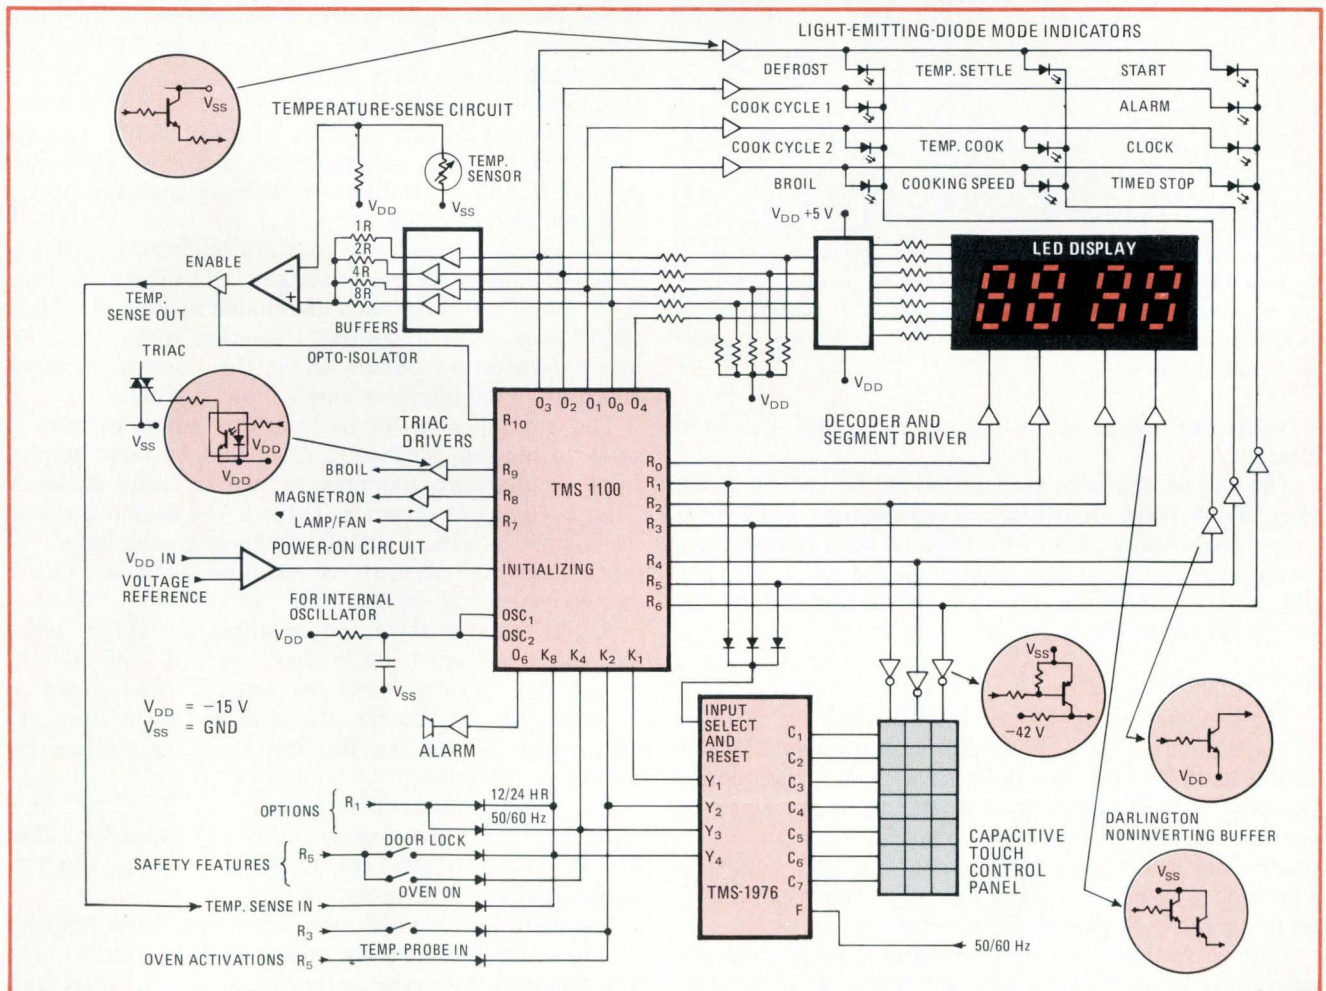 LIGHT-EMITTING-DIODE MODE INDICATORS
DEFROST
TEMP. SETTLE
START
COOK CYCLE 1
ALARM
COOK CYCLE 2
TEMP. COOK
CLOCK
BROIL
COOKING SPEED
TIMED STOP
VSS
TEMPERATURE-SENSE CIRCUIT
TEMP.
SENSOR
VDD
VSS
1R
2R
4R
8R
BUFFERS
ENABLE
−
+
TEMP.
SENSE OUT
VDD +5 V
LED DISPLAY
88 88
VDD
VDD
DECODER AND
SEGMENT DRIVER
TRIAC
VSS
OPTO-ISOLATOR
VDD
VDD
TRIAC
DRIVERS
BROIL
MAGNETRON
LAMP/FAN
POWER-ON CIRCUIT
VDD IN
VOLTAGE
REFERENCE
FOR INTERNAL
OSCILLATOR
VDD
VSS
VDD = −15 V
VSS = GND
O3 O2 O1 O0 O4
R10
R9
R8
R7
TMS 1100
INITIALIZING
OSC1
OSC2
O6 K8 K4 K2 K1
R0
R1
R2
R3
R4
R5
R6
ALARM
OPTIONS
R1
12/24 HR
50/60 Hz
SAFETY FEATURES
R5
DOOR LOCK
OVEN ON
TEMP. SENSE IN
R3
TEMP. PROBE IN
OVEN ACTIVATIONS R5
INPUT
SELECT
AND
RESET
Y1
Y2
Y3
Y4
TMS-1976
C1
C2
C3
C4
C5
C6
C7
F
50/60 Hz
CAPACITIVE
TOUCH
CONTROL
PANEL
VSS
−42 V
VDD
DARLINGTON
NONINVERTING BUFFER
VSS